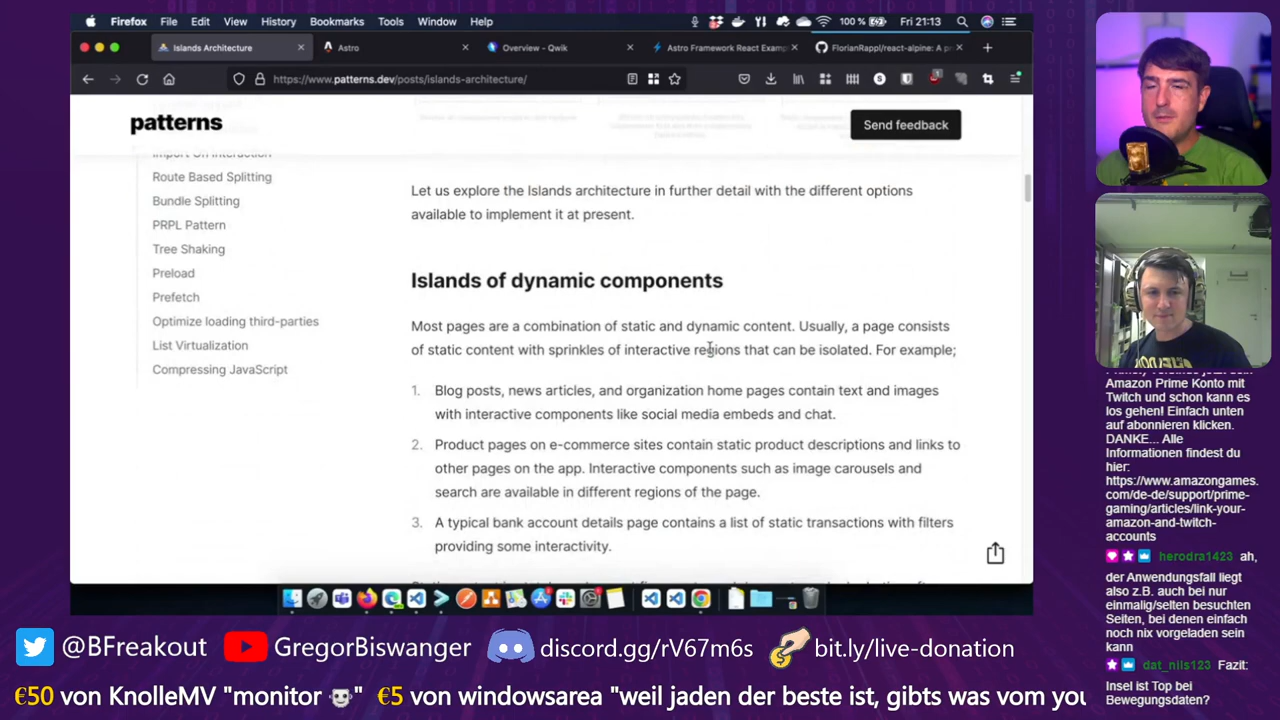 Firefox File Edit View History Bookmarks Tools Window Help
100 % Fri 21:13
Islands Architecture
Astro
Overview - Qwik
Astro Framework React Examp
FlorianRappl/react-alpine: A p
https://www.patterns.dev/posts/islands-architecture/
patterns
Send feedback
Import On Interaction
Route Based Splitting
Bundle Splitting
PRPL Pattern
Tree Shaking
Preload
Prefetch
Optimize loading third-parties
List Virtualization
Compressing JavaScript
Let us explore the Islands architecture in further detail with the different options
available to implement it at present.
Islands of dynamic components
Most pages are a combination of static and dynamic content. Usually, a page consists
of static content with sprinkles of interactive regions that can be isolated. For example;
1. Blog posts, news articles, and organization home pages contain text and images
with interactive components like social media embeds and chat.
2. Product pages on e-commerce sites contain static product descriptions and links to
other pages on the app. Interactive components such as image carousels and
search are available in different regions of the page.
3. A typical bank account details page contains a list of static transactions with filters
providing some interactivity.
Amazon Prime Konto mit
Twitch und schon kann es
los gehen! Einfach unten
auf abonnieren klicken.
DANKE... Alle
Informationen findest du
hier:
https://www.amazongames.
com/de-de/support/prime-
gaming/articles/link-your-
amazon-and-twitch-
accounts
herodra1423 ah,
der Anwendungsfall liegt
also z.B. auch bei nur
einmalig/selten besuchten
Seiten, bei denen einfach
noch nix vorgeladen sein
kann
dat_nils123 Fazit:
Insel ist Top bei
Bewegungsdaten?
@BFreakout GregorBiswanger discord.gg/rV67m6s bit.ly/live-donation
€50 von KnolleMV "monitor 🐵" €5 von windowsarea "weil jaden der beste ist, gibts was vom you